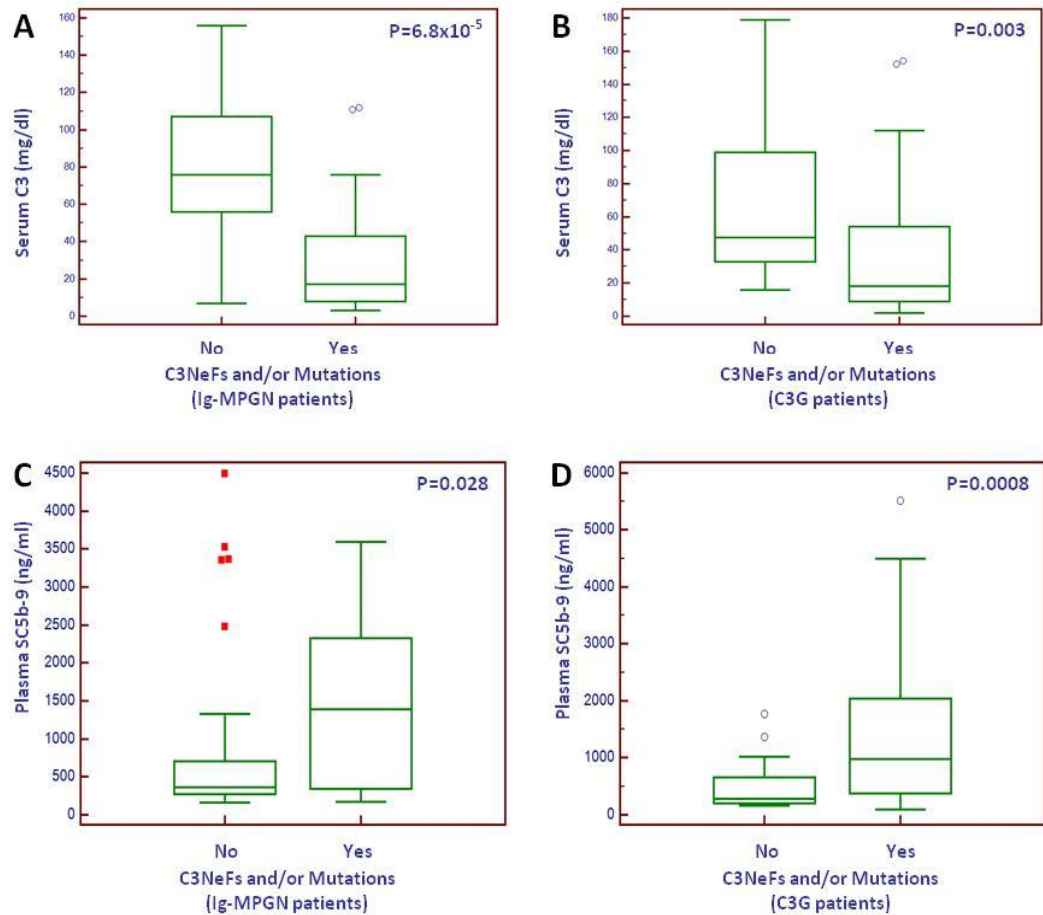 A
P=6.8x10⁻⁵
Serum C3 (mg/dl)
160
140
120
100
80
60
40
20
0
No Yes
C3NeFs and/or Mutations
(Ig-MPGN patients)
B
P=0.003
Serum C3 (mg/dl)
180
160
140
120
100
80
60
40
20
0
No Yes
C3NeFs and/or Mutations
(C3G patients)
C
P=0.028
Plasma SC5b-9 (ng/ml)
4500
4000
3500
3000
2500
2000
1500
1000
500
0
No Yes
C3NeFs and/or Mutations
(Ig-MPGN patients)
D
P=0.0008
Plasma SC5b-9 (ng/ml)
6000
5000
4000
3000
2000
1000
0
No Yes
C3NeFs and/or Mutations
(C3G patients)